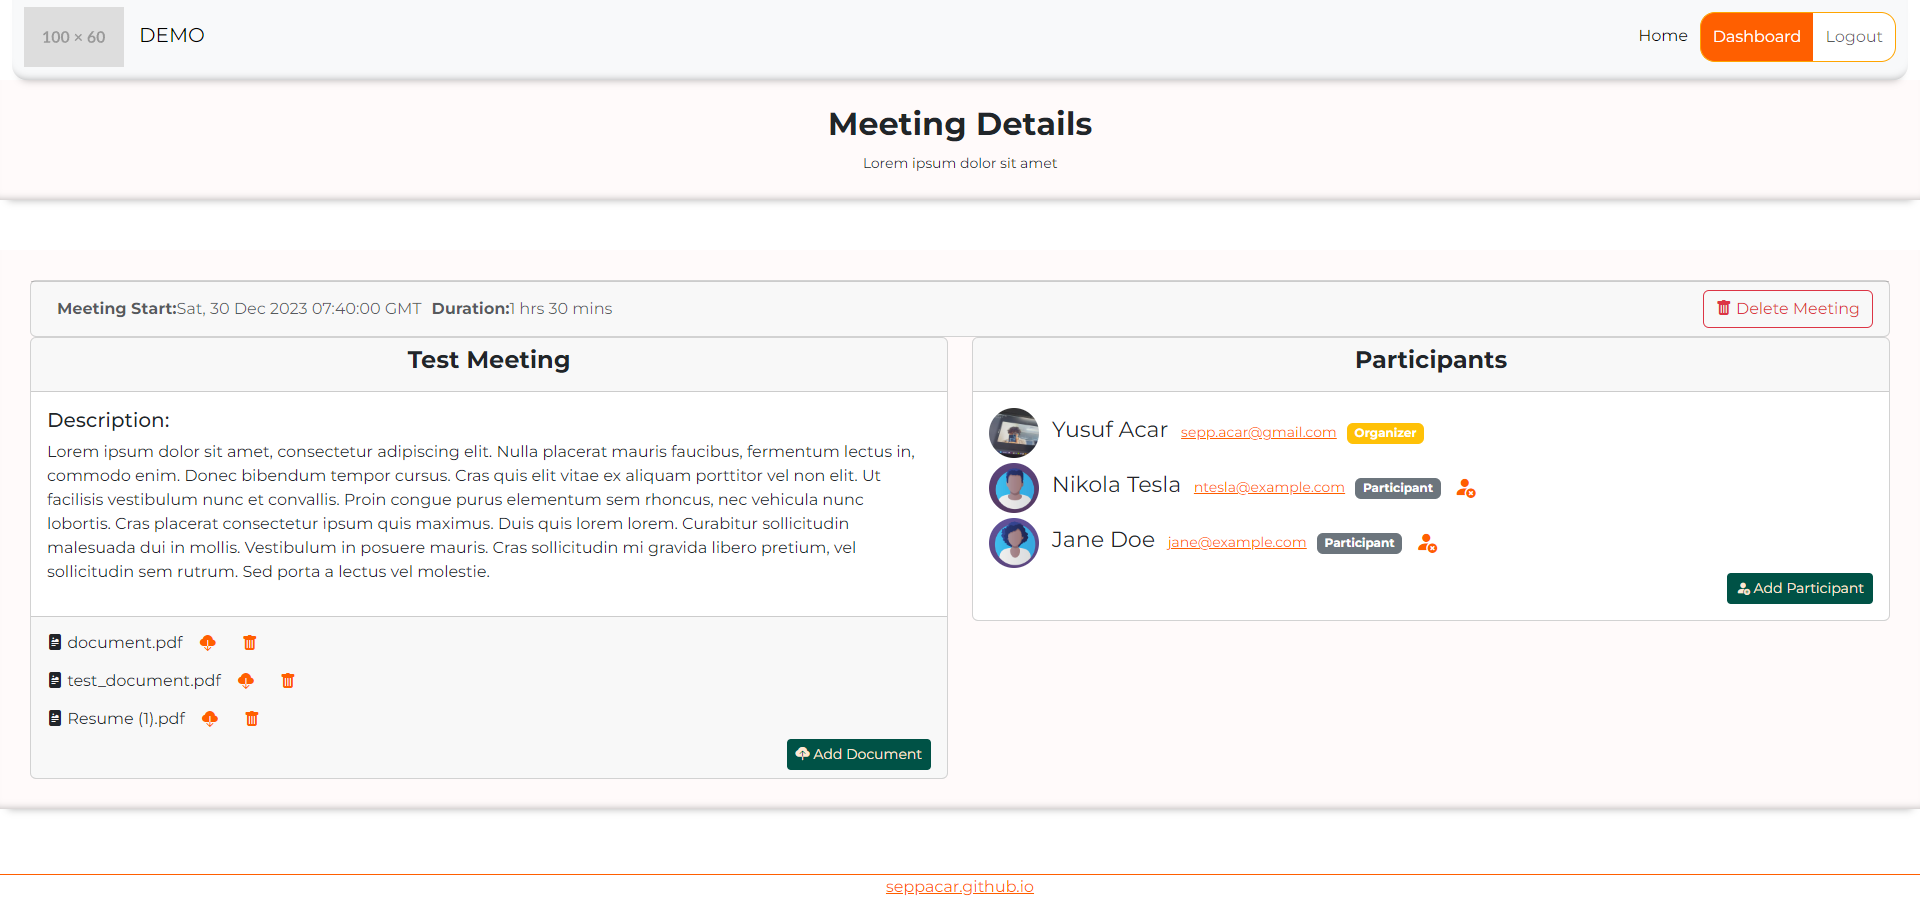 100 × 60
DEMO
Home
Dashboard
Logout
Meeting Details
Lorem ipsum dolor sit amet
Meeting Start:Sat, 30 Dec 2023 07:40:00 GMT Duration:1 hrs 30 mins
Delete Meeting
Test Meeting
Description:
Lorem ipsum dolor sit amet, consectetur adipiscing elit. Nulla placerat mauris faucibus, fermentum lectus in,
commodo enim. Donec bibendum tempor cursus. Cras quis elit vitae ex aliquam porttitor vel non elit. Ut
facilisis vestibulum nunc et convallis. Proin congue purus elementum sem rhoncus, nec vehicula nunc
lobortis. Cras placerat consectetur ipsum quis maximus. Duis quis lorem lorem. Curabitur sollicitudin
malesuada dui in mollis. Vestibulum in posuere mauris. Cras sollicitudin mi gravida libero pretium, vel
sollicitudin sem rutrum. Sed porta a lectus vel molestie.
document.pdf
test_document.pdf
Resume (1).pdf
Add Document
Participants
Yusuf Acar sepp.acar@gmail.com Organizer
Nikola Tesla ntesla@example.com Participant
Jane Doe jane@example.com Participant
Add Participant
seppacar.github.io